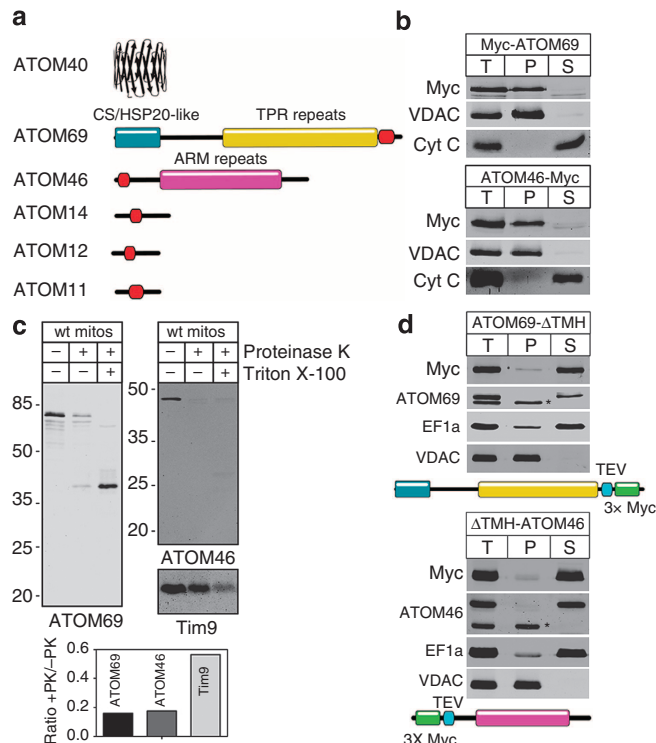 a
ATOM40
CS/HSP20-like TPR repeats
ATOM69
ARM repeats
ATOM46
ATOM14
ATOM12
ATOM11
b
Myc-ATOM69
T P S
Myc
VDAC
Cyt C
ATOM46-Myc
T P S
Myc
VDAC
Cyt C
c
wt mitos
– + +
– – +
85-
50-
35-
25-
20-
ATOM69
wt mitos
– + + Proteinase K
– – + Triton X-100
50-
35-
25-
20-
ATOM46
Tim9
Ratio +PK/–PK
0.6
0.4
0.2
0.0
ATOM69
ATOM46
Tim9
d
ATOM69-ΔTMH
T P S
Myc
ATOM69 *
EF1a
VDAC
TEV
3× Myc
ΔTMH-ATOM46
T P S
Myc
ATOM46 *
EF1a
VDAC
TEV
3X Myc